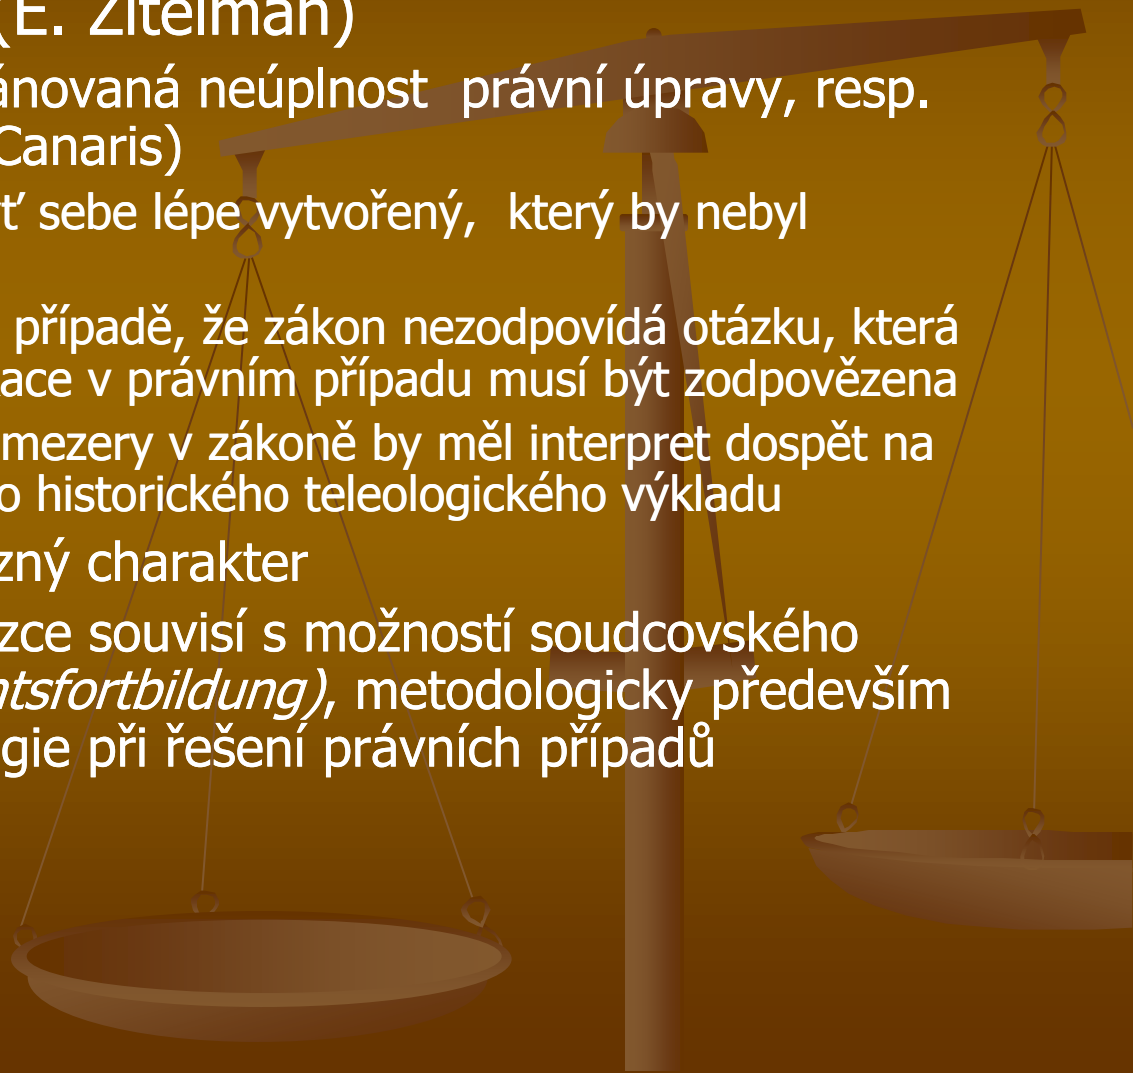 (E. Zitelman)
ánovaná neúplnost právní úpravy, resp.
Canaris)
ť sebe lépe vytvořený, který by nebyl
případě, že zákon nezodpovídá otázku, která
ace v právním případu musí být zodpovězena
mezery v zákoně by měl interpret dospět na
o historického teleologického výkladu
zný charakter
zce souvisí s možností soudcovského
ntsfortbildung), metodologicky především
gie při řešení právních případů